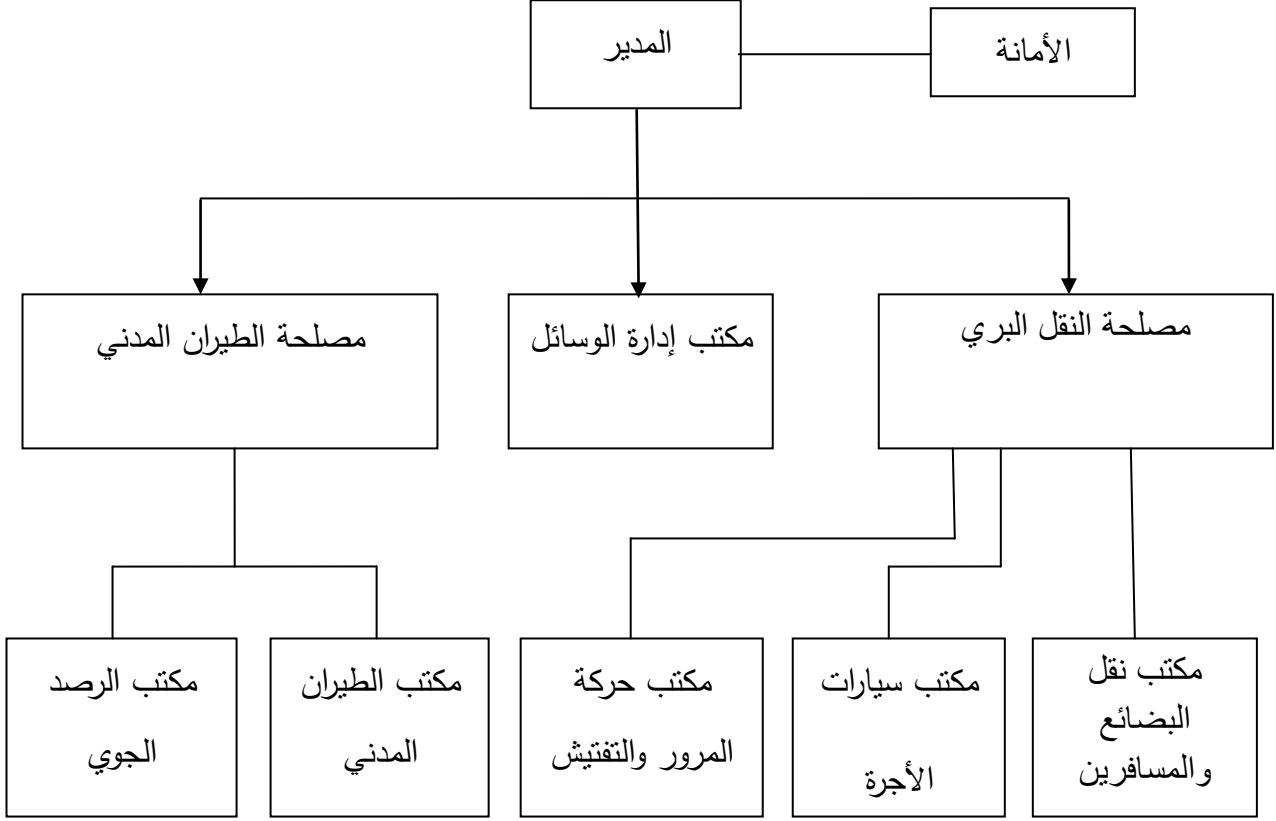 المدير
الأمانة
مصلحة النقل البري
مكتب إدارة الوسائل
مصلحة الطيران المدني
مكتب نقل
البضائع
والمسافرين
مكتب سيارات
الأجرة
مكتب حركة
المرور والتفتيش
مكتب الطيران
المدني
مكتب الرصد
الجوي